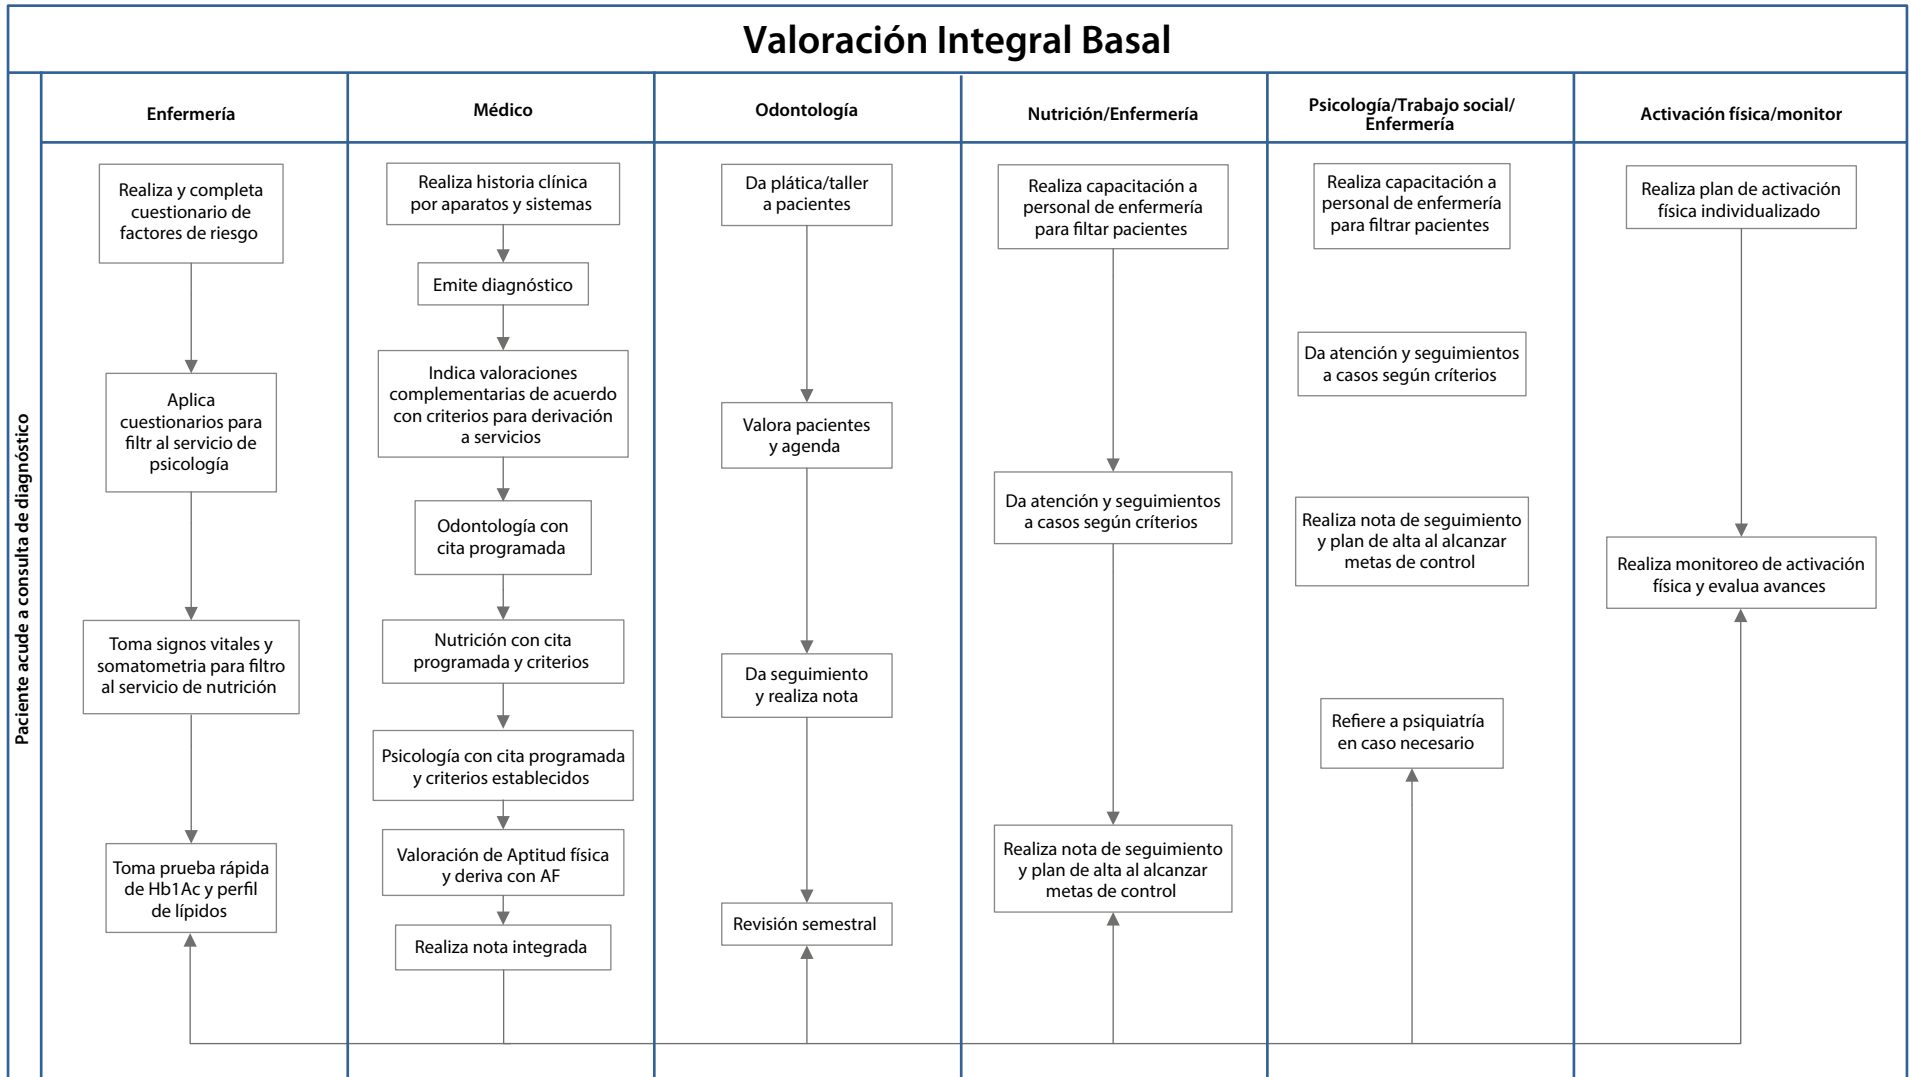 Valoración Integral Basal
Paciente acude a consulta de diagnóstico
Enfermería
Realiza y completa
cuestionario de
factores de riesgo
Aplica
cuestionarios para
filtr al servicio de
psicología
Toma signos vitales y
somatometria para filtro
al servicio de nutrición
Toma prueba rápida
de Hb1Ac y perfil
de lípidos
Médico
Realiza historia clínica
por aparatos y sistemas
Emite diagnóstico
Indica valoraciones
complementarias de acuerdo
con criterios para derivación
a servicios
Odontología con
cita programada
Nutrición con cita
programada y criterios
Psicología con cita programada
y criterios establecidos
Valoración de Aptitud física
y deriva con AF
Realiza nota integrada
Odontología
Da plática/taller
a pacientes
Valora pacientes
y agenda
Da seguimiento
y realiza nota
Revisión semestral
Nutrición/Enfermería
Realiza capacitación a
personal de enfermería
para filtar pacientes
Da atención y seguimientos
a casos según críterios
Realiza nota de seguimiento
y plan de alta al alcanzar
metas de control
Psicología/Trabajo social/
Enfermería
Realiza capacitación a
personal de enfermería
para filtrar pacientes
Da atención y seguimientos
a casos según críterios
Realiza nota de seguimiento
y plan de alta al alcanzar
metas de control
Refiere a psiquiatría
en caso necesario
Activación física/monitor
Realiza plan de activación
física individualizado
Realiza monitoreo de activación
física y evalua avances